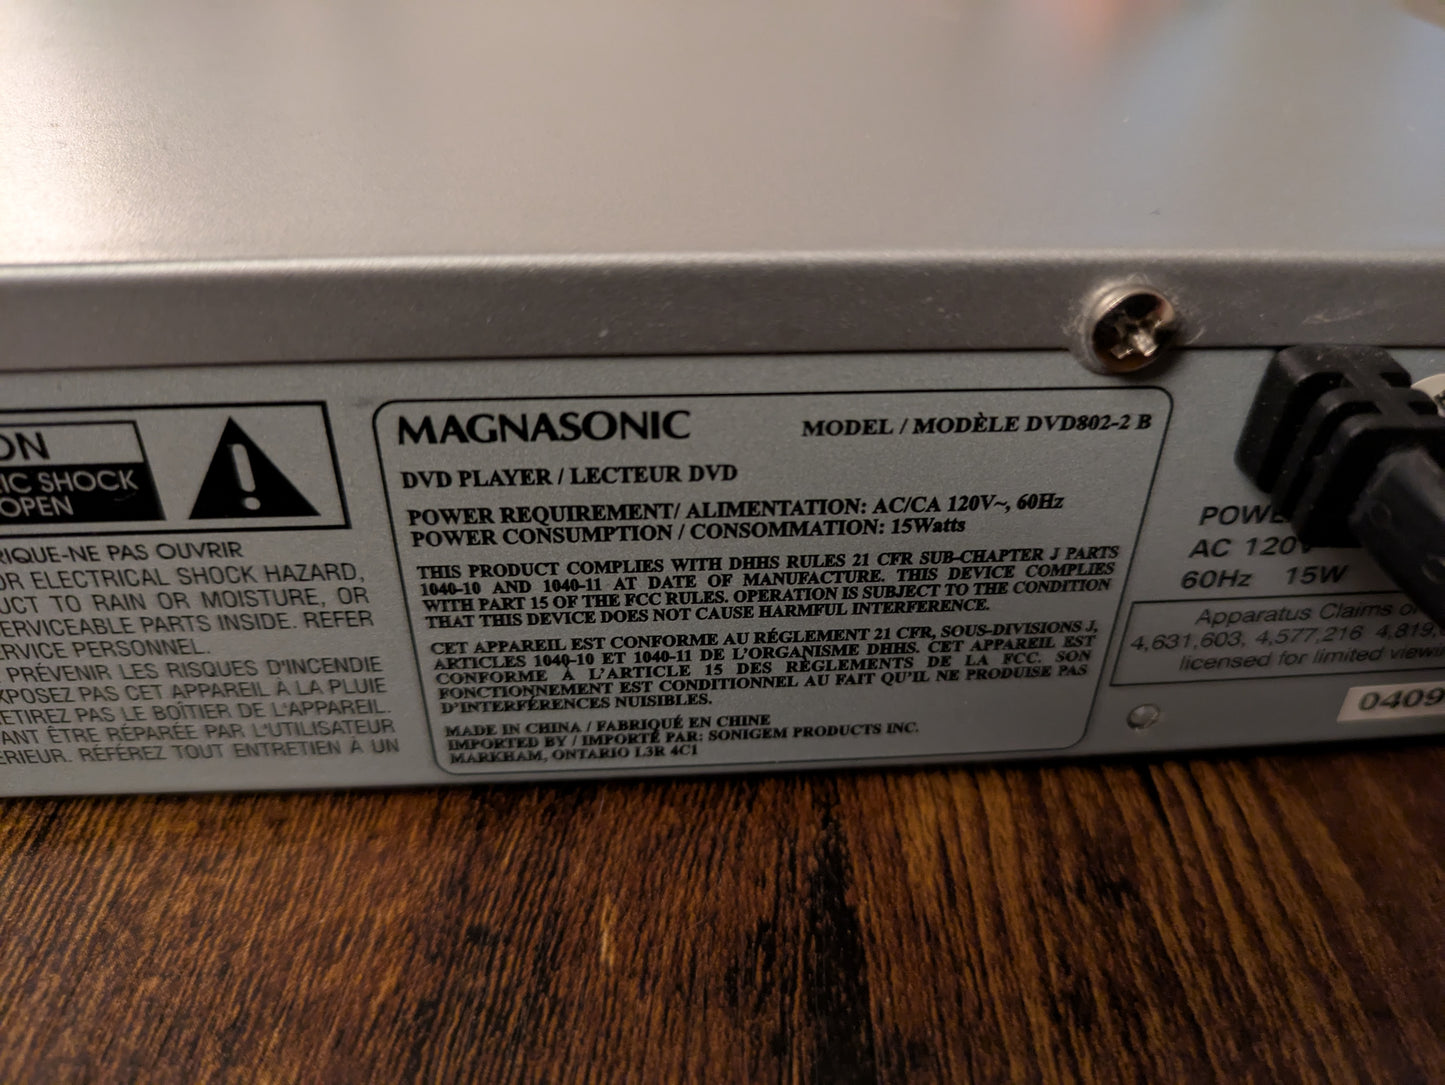 ON
IC SHOCK
OPEN
RIQUE-NE PAS OUVRIR
OR ELECTRICAL SHOCK HAZARD,
UCT TO RAIN OR MOISTURE, OR
ERVICEABLE PARTS INSIDE. REFER
ERVICE PERSONNEL.
PRÉVENIR LES RISQUES D'INCENDIE
XPOSEZ PAS CET APPAREIL À LA PLUIE
RETIREZ PAS LE BOÎTIER DE L'APPAREIL.
ANT ÊTRE RÉPARÉE PAR L'UTILISATEUR
ÉRIEUR. RÉFÉREZ TOUT ENTRETIEN À UN
MAGNASONIC MODEL / MODÈLE DVD802-2 B
DVD PLAYER / LECTEUR DVD
POWER REQUIREMENT/ ALIMENTATION: AC/CA 120V~, 60Hz
POWER CONSUMPTION / CONSOMMATION: 15Watts
THIS PRODUCT COMPLIES WITH DHHS RULES 21 CFR SUB-CHAPTER J PARTS
1040-10 AND 1040-11 AT DATE OF MANUFACTURE. THIS DEVICE COMPLIES
WITH PART 15 OF THE FCC RULES. OPERATION IS SUBJECT TO THE CONDITION
THAT THIS DEVICE DOES NOT CAUSE HARMFUL INTERFERENCE.
CET APPAREIL EST CONFORME AU RÉGLEMENT 21 CFR, SOUS-DIVISIONS J,
ARTICLES 1040-10 ET 1040-11 DE L'ORGANISME DHHS. CET APPAREIL EST
CONFORME À L'ARTICLE 15 DES RÈGLEMENTS DE LA FCC. SON
FONCTIONNEMENT EST CONDITIONNEL AU FAIT QU'IL NE PRODUISE PAS
D'INTERFÉRENCES NUISIBLES.
MADE IN CHINA / FABRIQUÉ EN CHINE
IMPORTED BY / IMPORTÉ PAR: SONIGEM PRODUCTS INC.
MARKHAM, ONTARIO L3R 4C1
POWE
AC 120V
60Hz 15W
Apparatus Claims of
4,631,603, 4,577,216 4,819,
licensed for limited viewi
0409